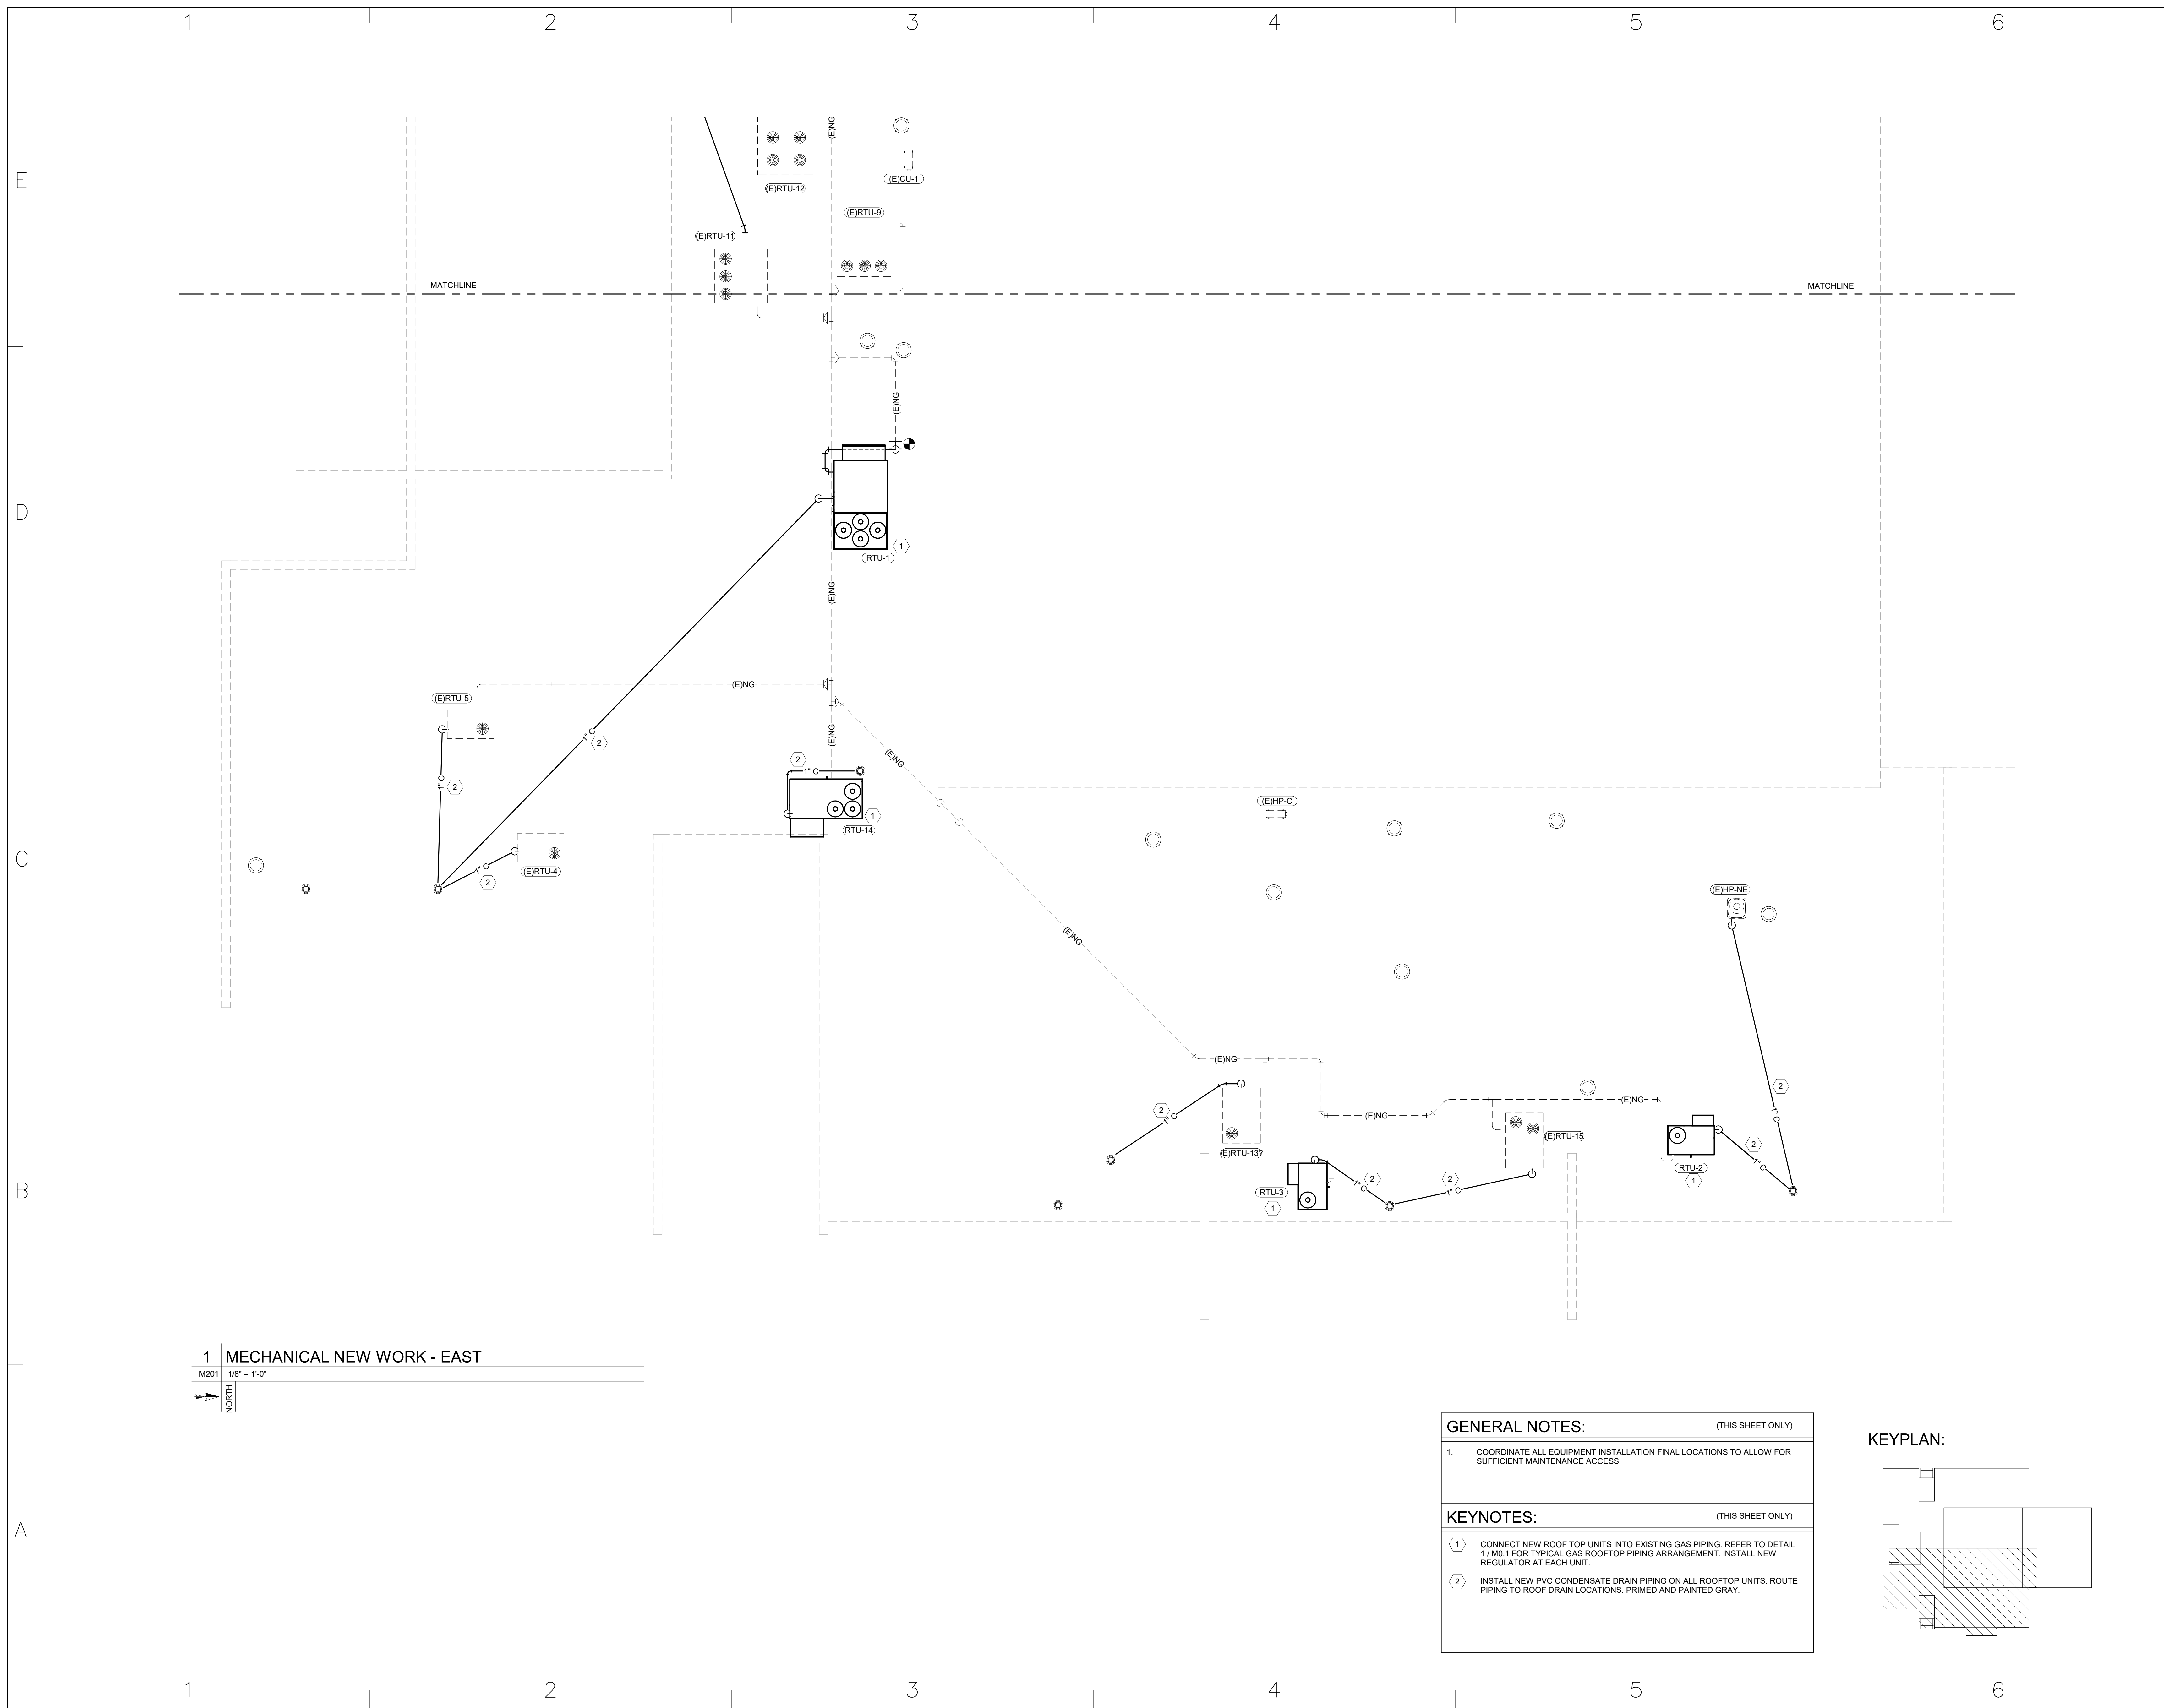 1 2 3 4 5 6
(E)NG
E
(E)RTU-12
(E)CU-1
(E)RTU-9
(E)RTU-11
MATCHLINE
MATCHLINE
(E)NG
D
1
RTU-1
(E)NG
(E)NG
(E)RTU-5
1" C
2
(E)NG
2
1" C
(E)NG
1" C
2
1
RTU-14
(E)HP-C
C
1" C
2
(E)RTU-4
(E)HP-NE
(E)NG
(E)NG
2
1" C
(E)NG
(E)NG
2
1" C
(E)RTU-13?
(E)RTU-15
2
1" C
RTU-2
1
B
RTU-3
1
2
1" C
2
1" C
1 MECHANICAL NEW WORK - EAST
M201 1/8" = 1'-0"
NORTH
GENERAL NOTES: (THIS SHEET ONLY)
1. COORDINATE ALL EQUIPMENT INSTALLATION FINAL LOCATIONS TO ALLOW FOR
SUFFICIENT MAINTENANCE ACCESS
KEYNOTES: (THIS SHEET ONLY)
1 CONNECT NEW ROOF TOP UNITS INTO EXISTING GAS PIPING. REFER TO DETAIL
1 / M0.1 FOR TYPICAL GAS ROOFTOP PIPING ARRANGEMENT. INSTALL NEW
REGULATOR AT EACH UNIT.
2 INSTALL NEW PVC CONDENSATE DRAIN PIPING ON ALL ROOFTOP UNITS. ROUTE
PIPING TO ROOF DRAIN LOCATIONS. PRIMED AND PAINTED GRAY.
KEYPLAN:
A
1 2 3 4 5 6